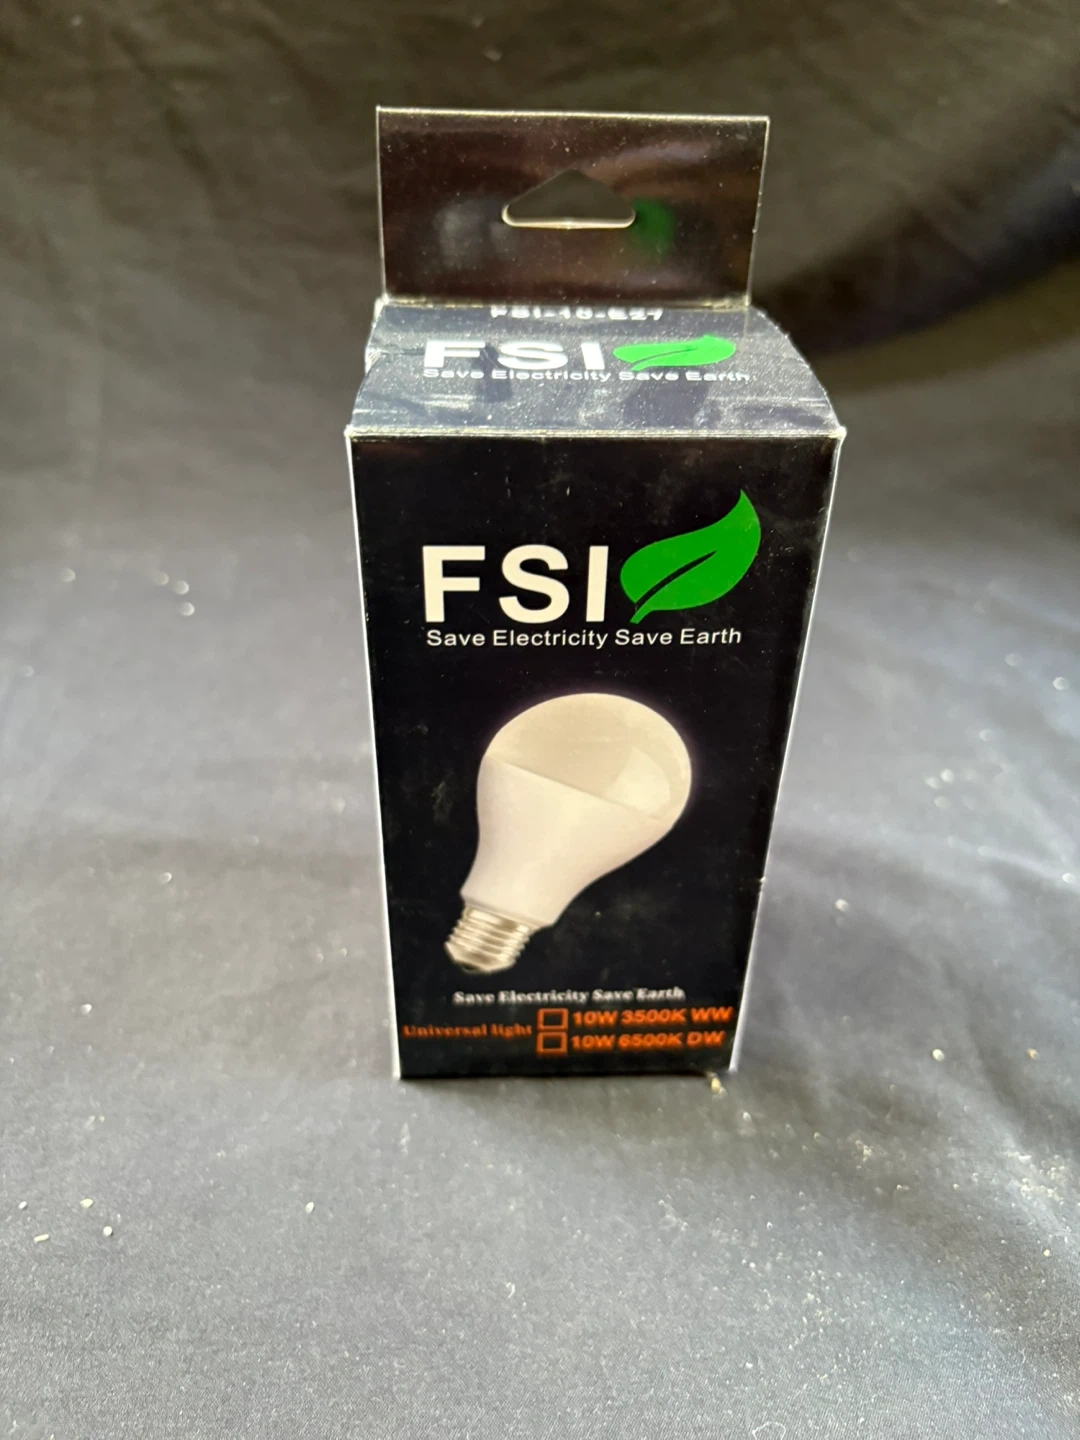 FSI-10-E27
FSI
Save Electricity Save Earth
FSI
Save Electricity Save Earth
Save Electricity Save Earth
Universal light
10W 3500K WW
10W 6500K DW